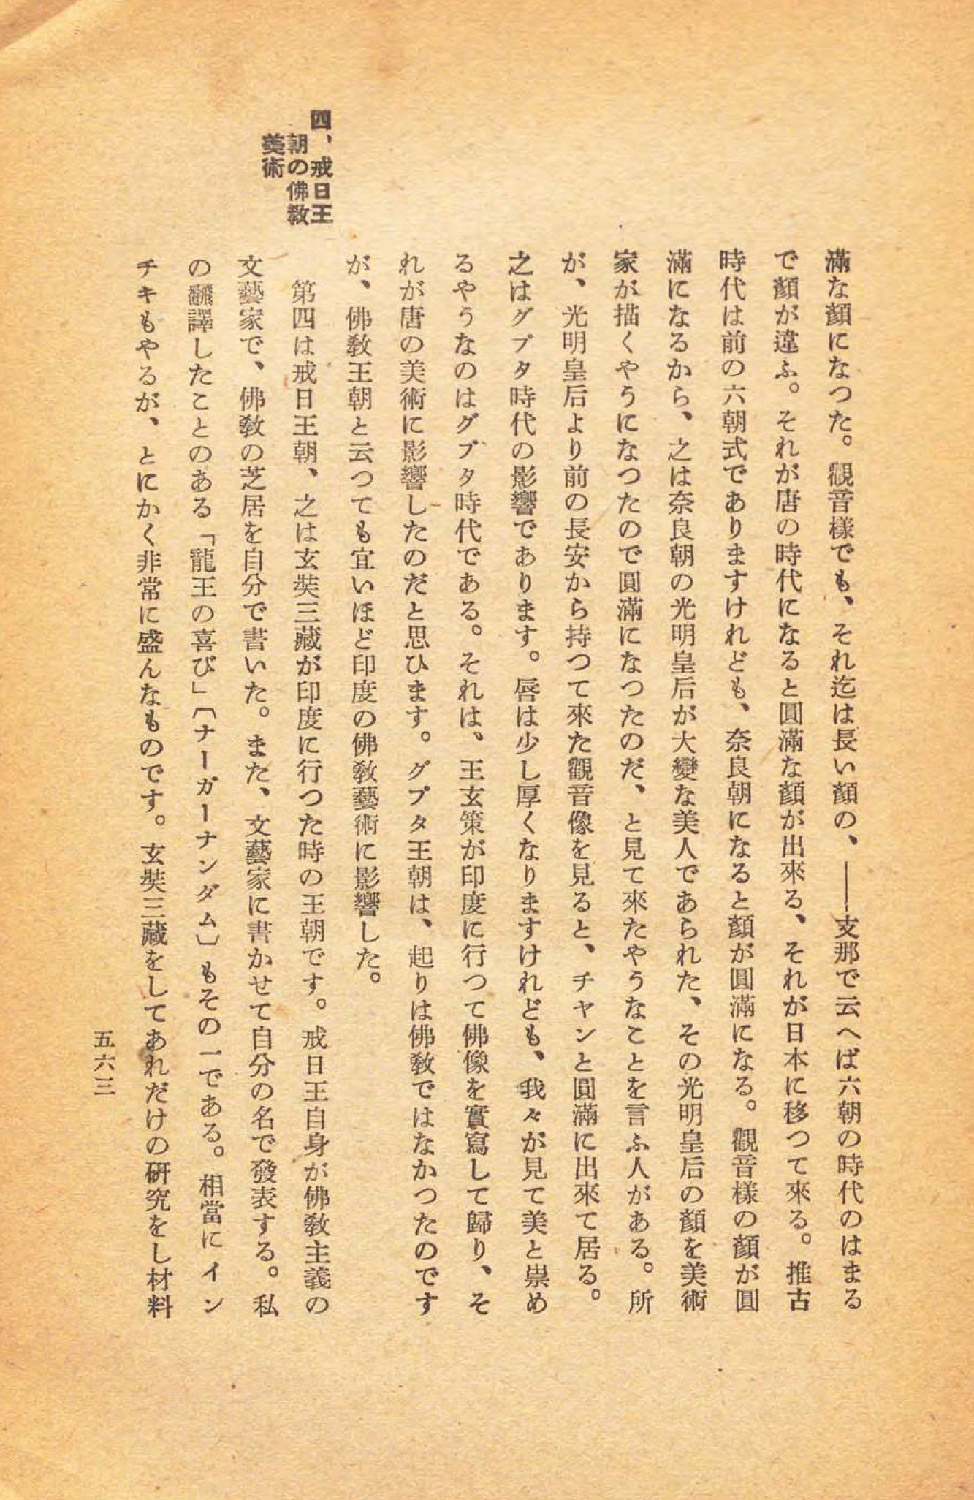 滿な顏になつた。觀音樣でも、それ迄は長い顏の、――支那で云へば六朝の時代のはまる
で顏が違ふ。それが唐の時代になると圓滿な顏が出來る、それが日本に移つて來る。推古
時代は前の六朝式でありますけれども、奈良朝になると顏が圓滿になる。觀音樣の顏が圓
滿になるから、之は奈良朝の光明皇后が大變な美人であられた、その光明皇后の顏を美術
家が描くやうになつたので圓滿になつたのだ、と見て來たやうなことを言ふ人がある。所
が、光明皇后より前の長安から持つて來た觀音像を見ると、チヤンと圓滿に出來て居る。
之はグプタ時代の影響であります。唇は少し厚くなりますけれども、我々が見て美と崇め
るやうなのはグプタ時代である。それは、王玄策が印度に行つて佛像を實寫して歸り、そ
れが唐の美術に影響したのだと思ひます。グプタ王朝は、起りは佛敎ではなかつたのです
が、佛敎王朝と云つても宜いほど印度の佛敎藝術に影響した。
四、戒日王
朝の佛敎
美術
第四は戒日王朝、之は玄奘三藏が印度に行つた時の王朝です。戒日王自身が佛敎主義の
文藝家で、佛敎の芝居を自分で書いた。また、文藝家に書かせて自分の名で發表する。私
の飜譯したことのある「龍王の喜び」〔ナーガーナンダム〕もその一である。相當にイン
チキもやるが、とにかく非常に盛んなものです。玄奘三藏をしてあれだけの研究をし材料
五六三